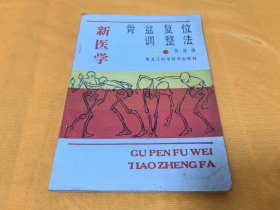 新医学
骨盆复位
调整法
黑龙江科学技术出版社
GU PEN FU WEI
TIAO ZHENG FA